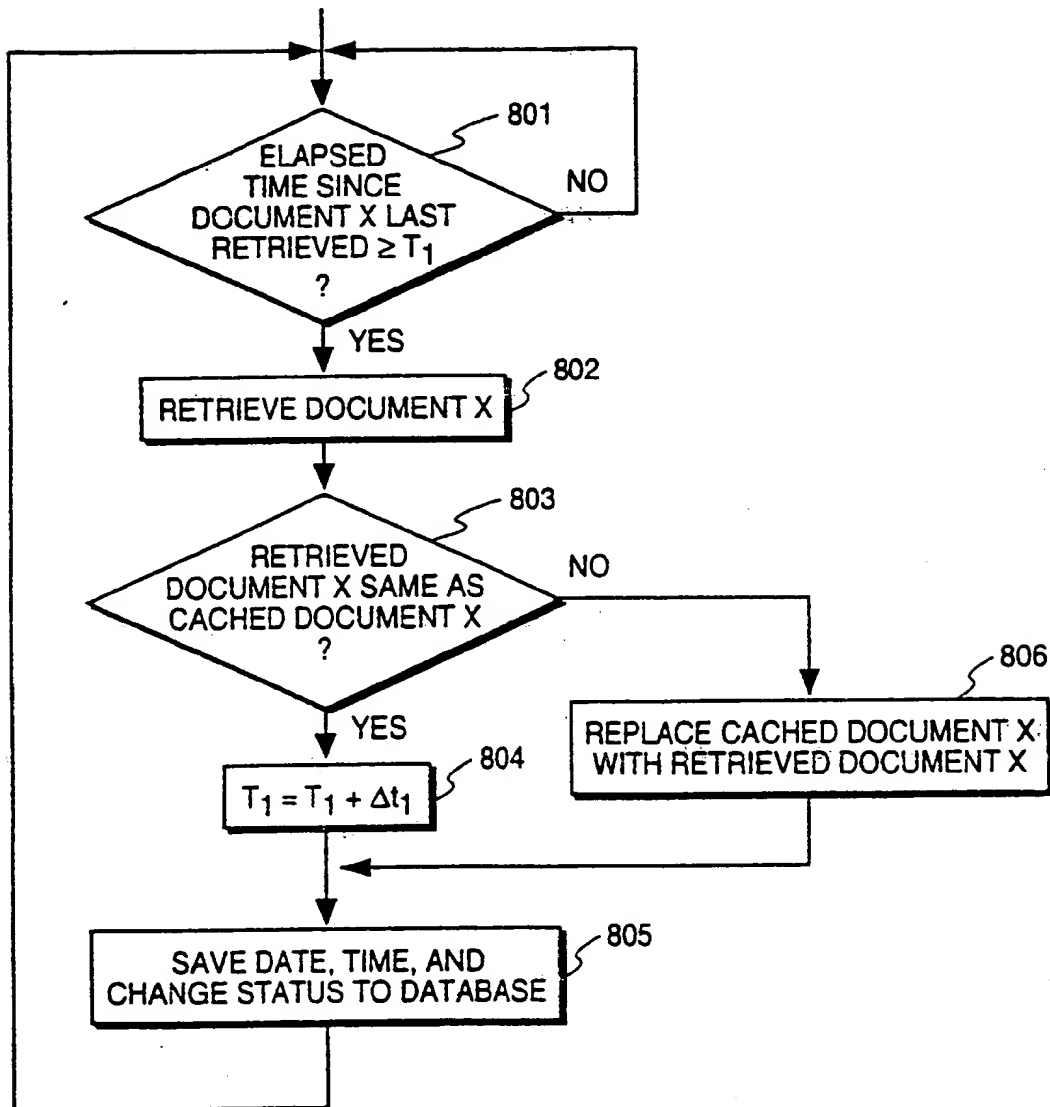 801
ELAPSED
TIME SINCE
DOCUMENT X LAST
RETRIEVED ≥ T₁
?
NO
YES
802
RETRIEVE DOCUMENT X
803
RETRIEVED
DOCUMENT X SAME AS
CACHED DOCUMENT X
?
NO
YES
804
T₁ = T₁ + Δt₁
806
REPLACE CACHED DOCUMENT X
WITH RETRIEVED DOCUMENT X
805
SAVE DATE, TIME, AND
CHANGE STATUS TO DATABASE